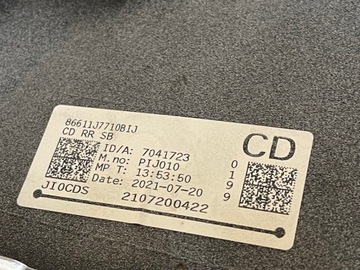 86611J7710BIJ
CD RR SB
CD
ID/A: 7041723
M.no: PIJ010
MP T: 13:53:50
Date: 2021-07-20
0199
JI0CDS
2107200422